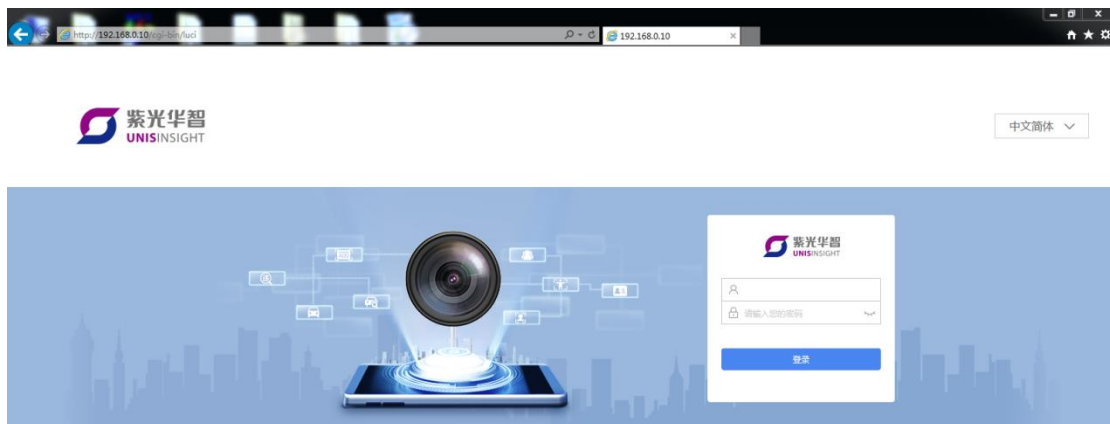 http://192.168.0.10/cgi-bin/luci
192.168.0.10
紫光华智
UNISINSIGHT
中文简体
紫光华智
UNISINSIGHT
请输入您的密码
登录